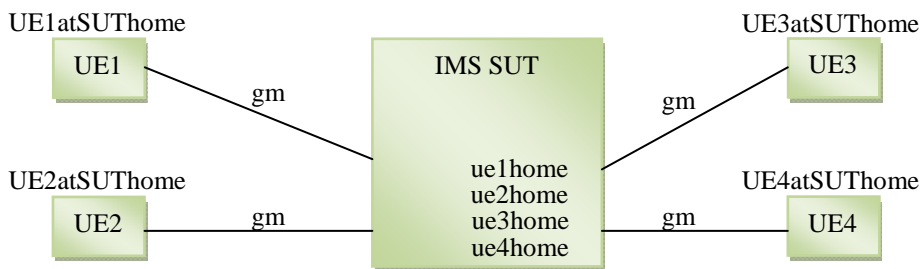 UE1atSUThome
UE1
gm
UE2atSUThome
UE2
gm
IMS SUT
ue1home
ue2home
ue3home
ue4home
UE3atSUThome
UE3
gm
UE4atSUThome
UE4
gm